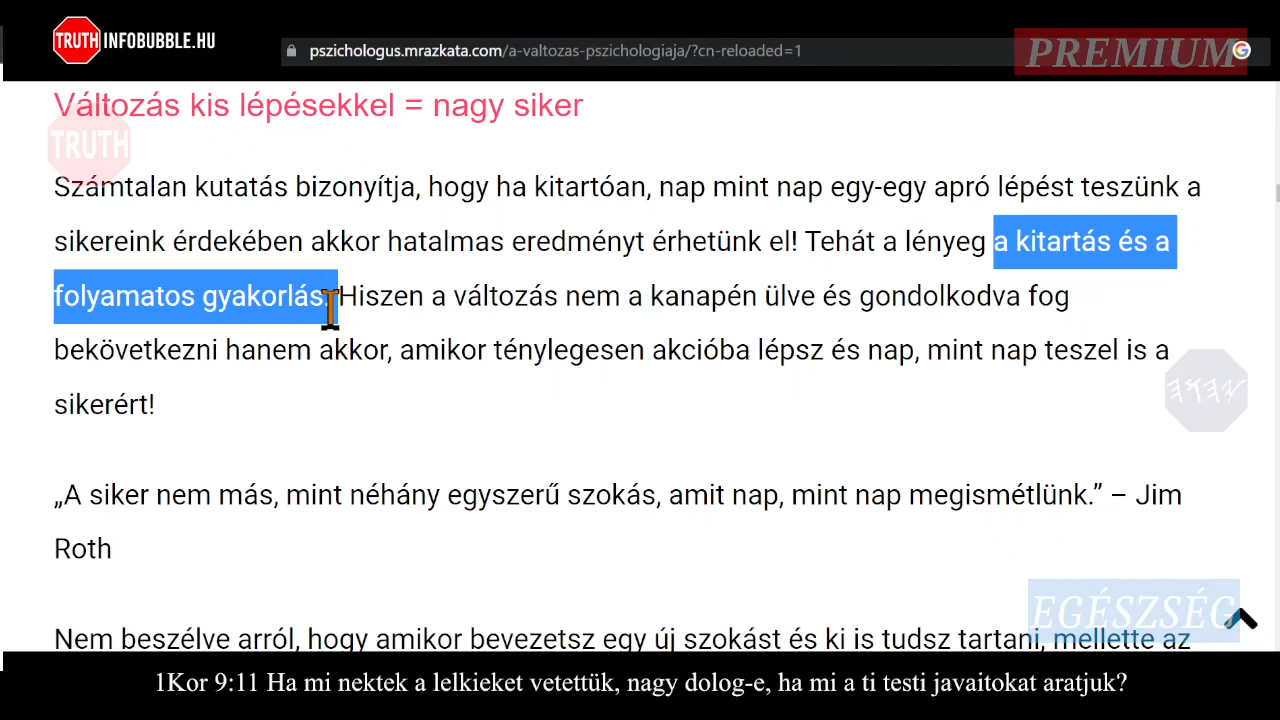 TRUTH INFOBUBBLE.HU
pszichologus.mrazkata.com/a-valtozas-pszichologiaja/?cn-reloaded=1
PREMIUM
Változás kis lépésekkel = nagy siker
TRUTH
Számtalan kutatás bizonyítja, hogy ha kitartóan, nap mint nap egy-egy apró lépést teszünk a
sikereink érdekében akkor hatalmas eredményt érhetünk el! Tehát a lényeg a kitartás és a
folyamatos gyakorlás. Hiszen a változás nem a kanapén ülve és gondolkodva fog
bekövetkezni hanem akkor, amikor ténylegesen akcióba lépsz és nap, mint nap teszel is a
sikerért!
𐤉𐤄𐤅𐤄
„A siker nem más, mint néhány egyszerű szokás, amit nap, mint nap megismétlünk.” – Jim
Roth
EGÉSZSÉG
Nem beszélve arról, hogy amikor bevezetsz egy új szokást és ki is tudsz tartani, mellette az
1Kor 9:11 Ha mi nektek a lelkieket vetettük, nagy dolog-e, ha mi a ti testi javaitokat aratjuk?